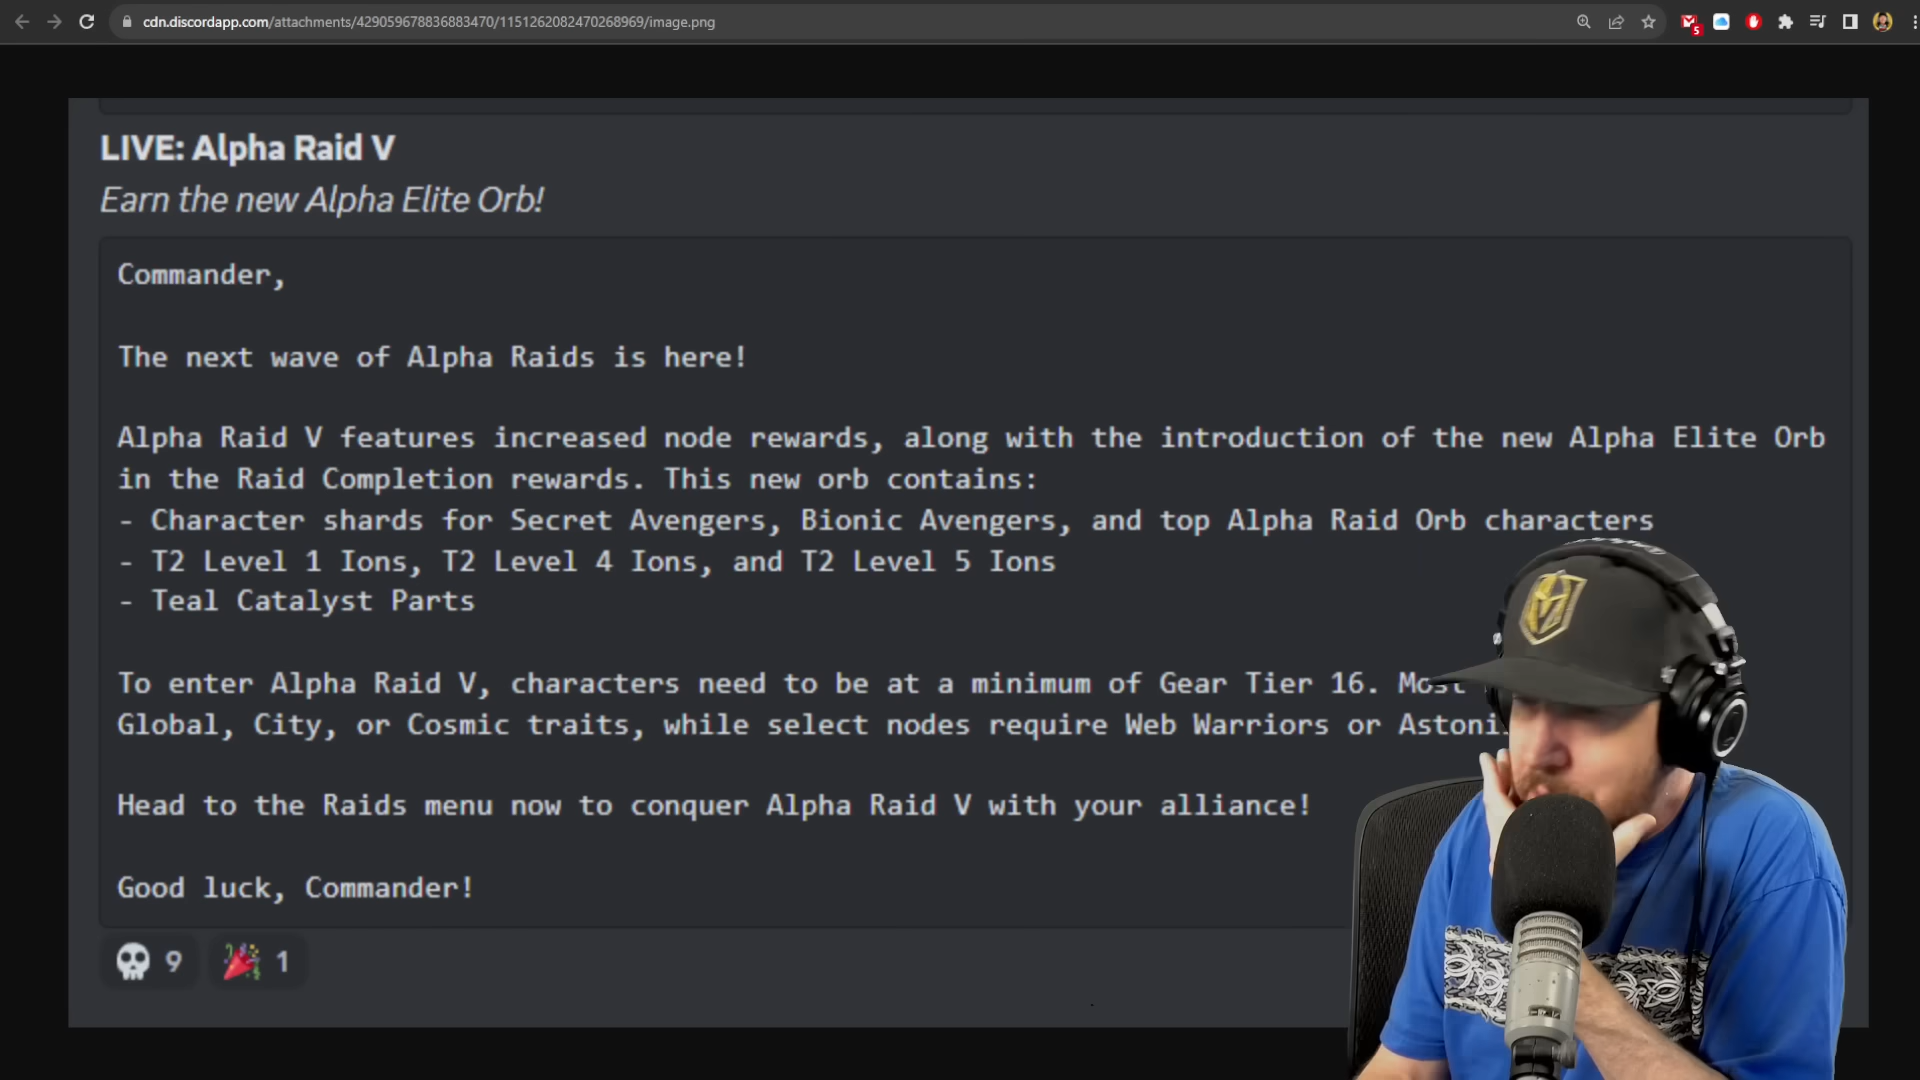 cdn.discordapp.com/attachments/429059678836883470/1151262082470268969/image.png
5
LIVE: Alpha Raid V
Earn the new Alpha Elite Orb!
Commander,
The next wave of Alpha Raids is here!
Alpha Raid V features increased node rewards, along with the introduction of the new Alpha Elite Orb
in the Raid Completion rewards. This new orb contains:
- Character shards for Secret Avengers, Bionic Avengers, and top Alpha Raid Orb characters
- T2 Level 1 Ions, T2 Level 4 Ions, and T2 Level 5 Ions
- Teal Catalyst Parts
To enter Alpha Raid V, characters need to be at a minimum of Gear Tier 16. Most
Global, City, or Cosmic traits, while select nodes require Web Warriors or Astoni
Head to the Raids menu now to conquer Alpha Raid V with your alliance!
Good luck, Commander!
9 1